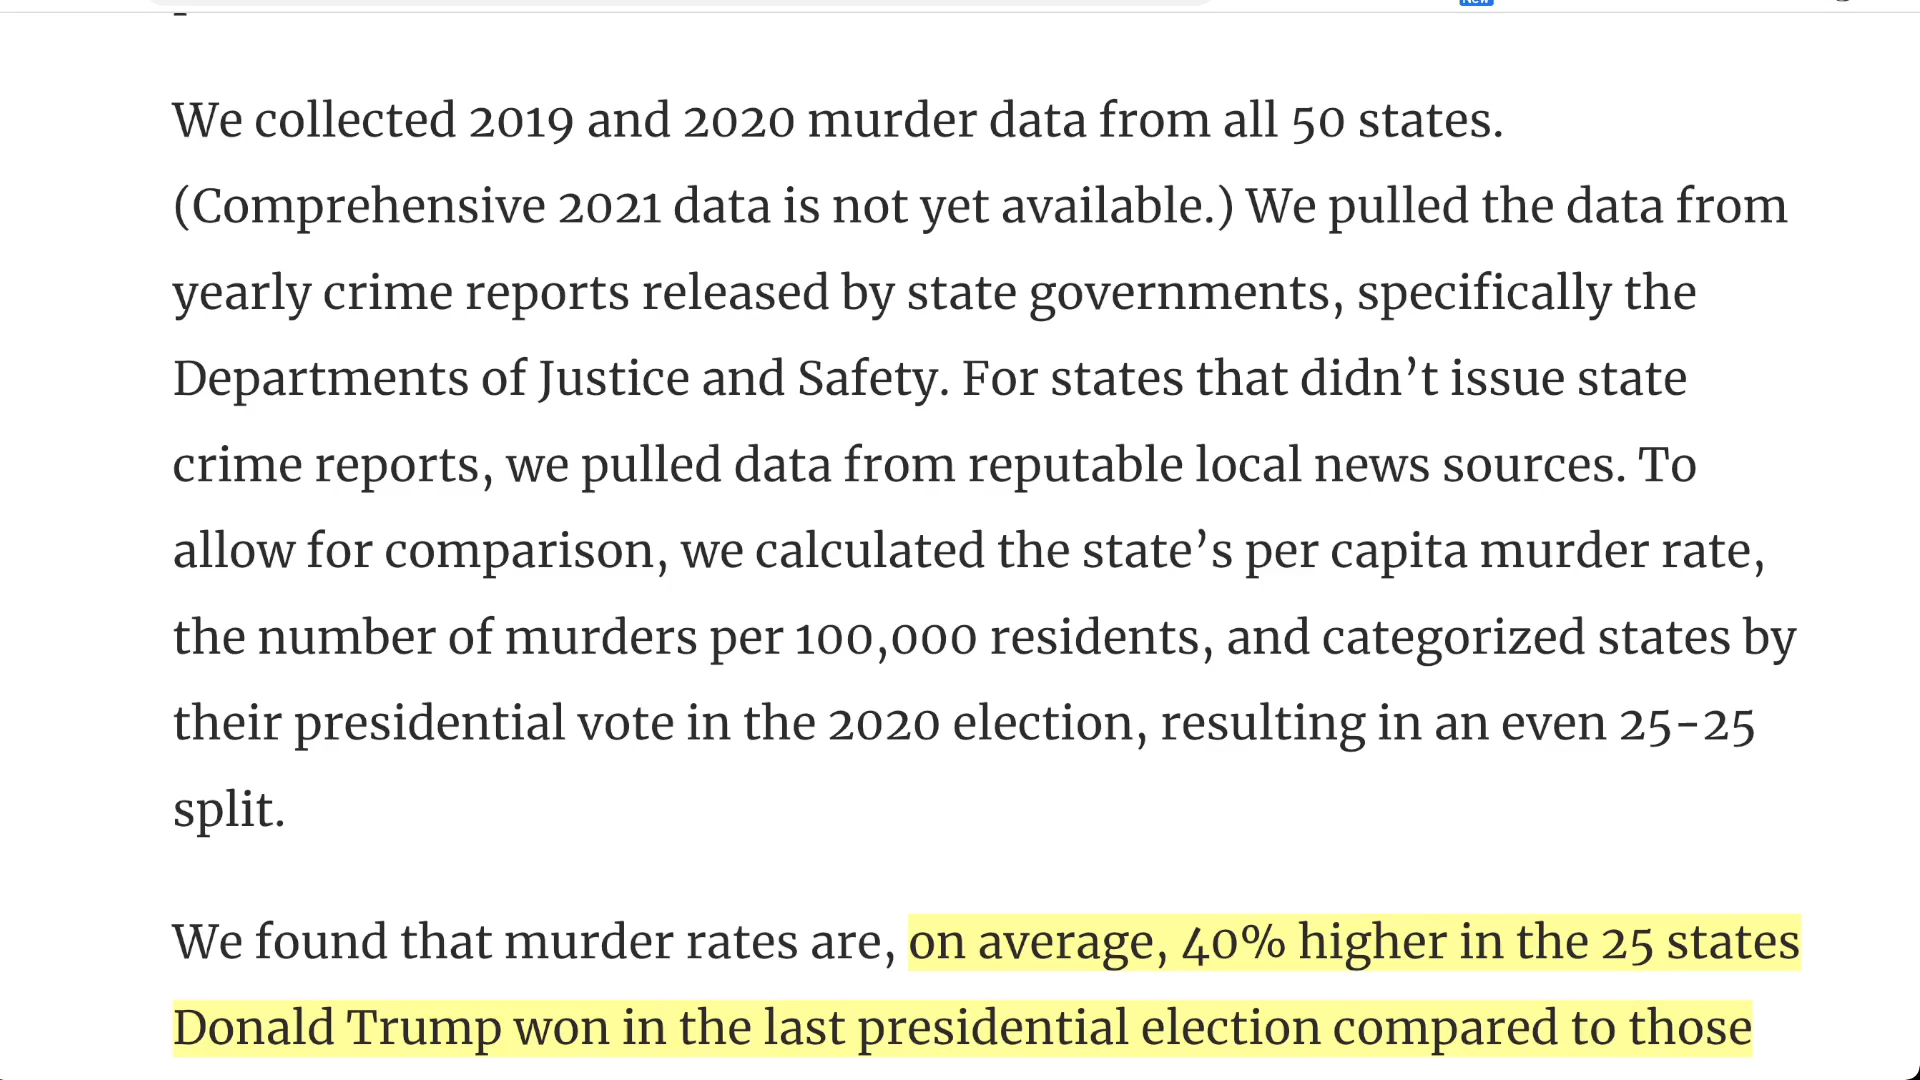 We collected 2019 and 2020 murder data from all 50 states.
(Comprehensive 2021 data is not yet available.) We pulled the data from
yearly crime reports released by state governments, specifically the
Departments of Justice and Safety. For states that didn’t issue state
crime reports, we pulled data from reputable local news sources. To
allow for comparison, we calculated the state’s per capita murder rate,
the number of murders per 100,000 residents, and categorized states by
their presidential vote in the 2020 election, resulting in an even 25-25
split.
We found that murder rates are, on average, 40% higher in the 25 states
Donald Trump won in the last presidential election compared to those